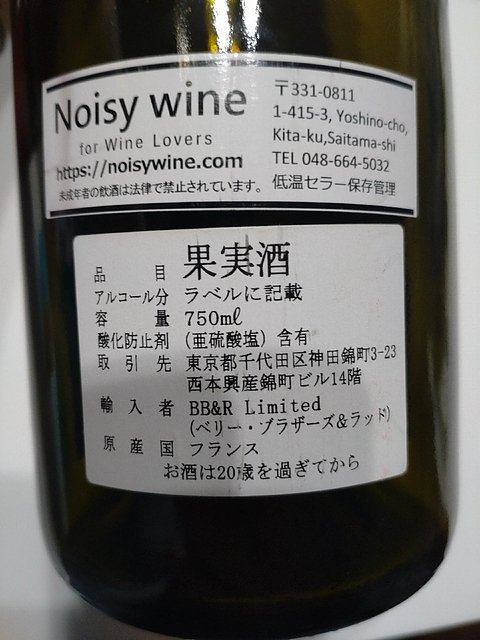 Noisy wine
for Wine Lovers
https://noisywine.com
未成年者の飲酒は法律で禁止されています。
〒331-0811
1-415-3, Yoshino-cho,
Kita-ku,Saitama-shi
TEL 048-664-5032
低温セラー保存管理
品目 果実酒
アルコール分 ラベルに記載
容量 750mℓ
酸化防止剤 (亜硫酸塩) 含有
取引先 東京都千代田区神田錦町3-23
西本興産錦町ビル14階
輸入者 BB&R Limited
(ベリー・ブラザーズ&ラッド)
原産国 フランス
お酒は20歳を過ぎてから